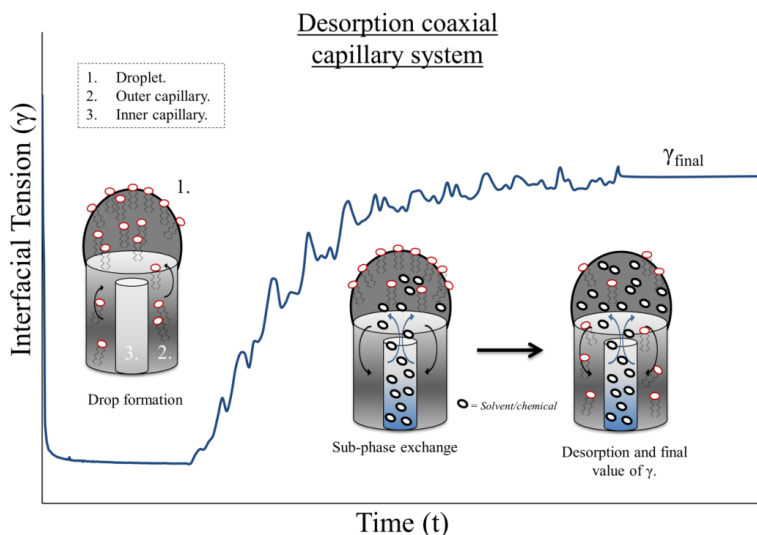 Desorption coaxial
capillary system
1. Droplet.
2. Outer capillary.
3. Inner capillary.
γfinal
1.
Interfacial Tension (γ)
3. 2.
Drop formation
= Solvent/chemical
Sub-phase exchange
Desorption and final
value of γ.
Time (t)